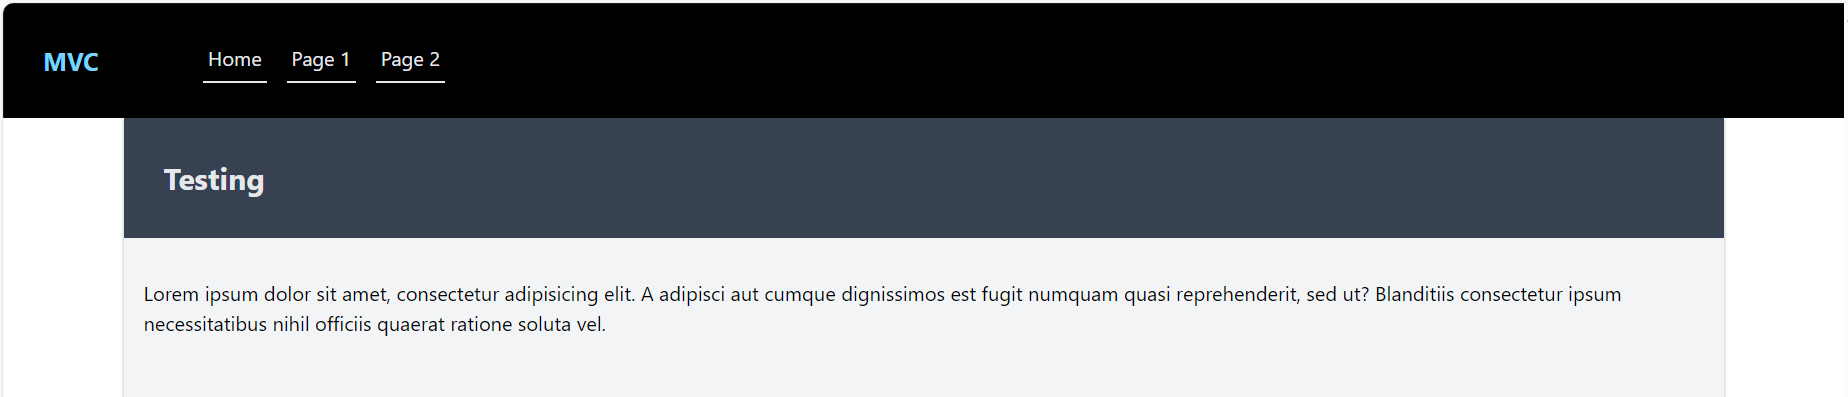 MVC Home Page 1 Page 2
Testing
Lorem ipsum dolor sit amet, consectetur adipisicing elit. A adipisci aut cumque dignissimos est fugit numquam quasi reprehenderit, sed ut? Blanditiis consectetur ipsum
necessitatibus nihil officiis quaerat ratione soluta vel.